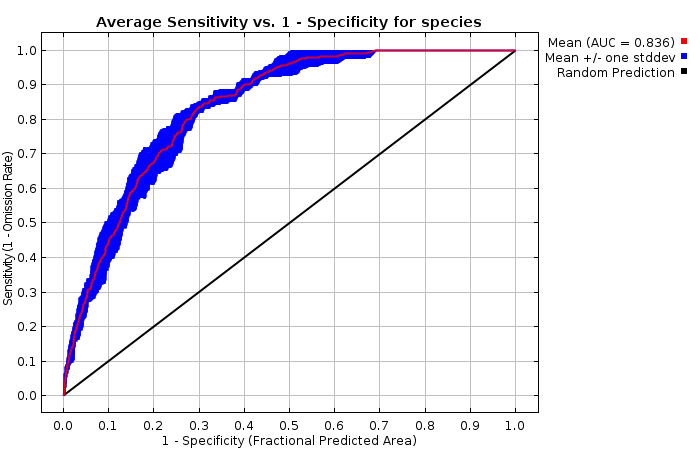 Average Sensitivity vs. 1 - Specificity for species
Mean (AUC = 0.836)
Mean +/- one stddev
Random Prediction
Sensitivity (1 - Omission Rate)
1.0
0.9
0.8
0.7
0.6
0.5
0.4
0.3
0.2
0.1
0.0
0.0 0.1 0.2 0.3 0.4 0.5 0.6 0.7 0.8 0.9 1.0
1 - Specificity (Fractional Predicted Area)